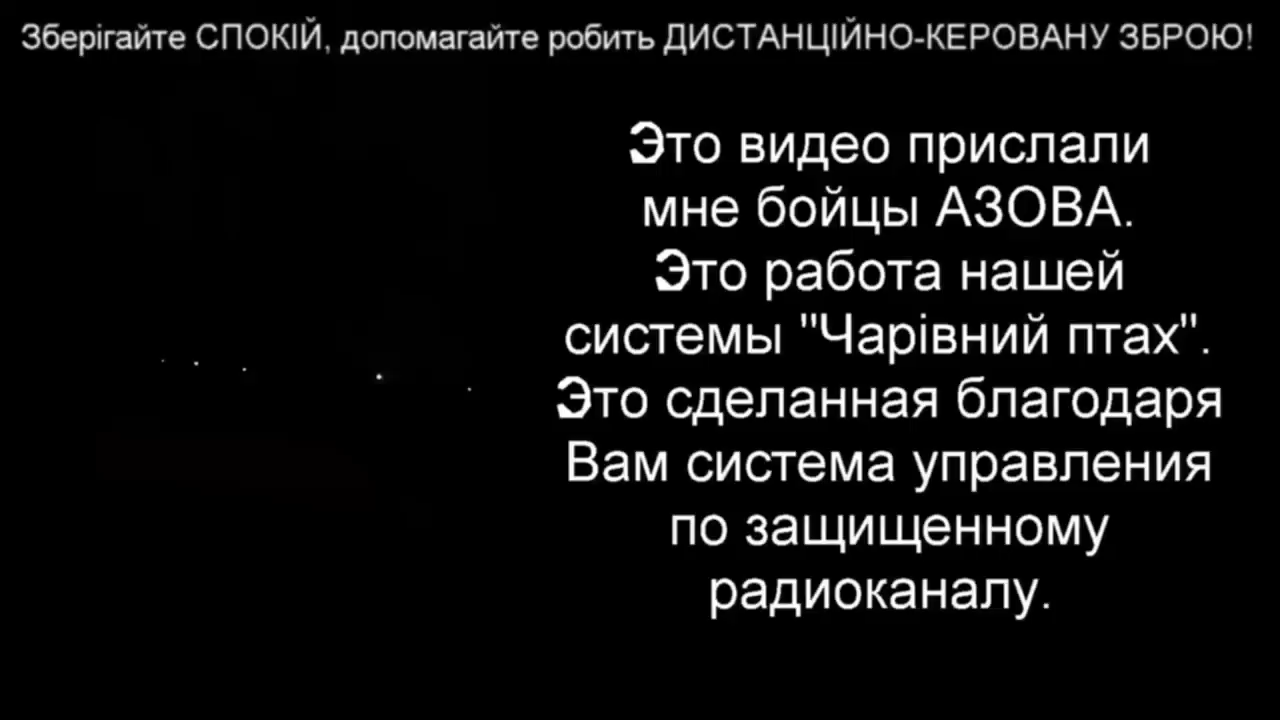 Зберігайте СПОКІЙ, допомагайте робить ДИСТАНЦІЙНО-КЕРОВАНУ ЗБРОЮ!
Это видео прислали
мне бойцы АЗОВА.
Это работа нашей
системы "Чарівний птах".
Это сделанная благодаря
Вам система управления
по защищенному
радиоканалу.